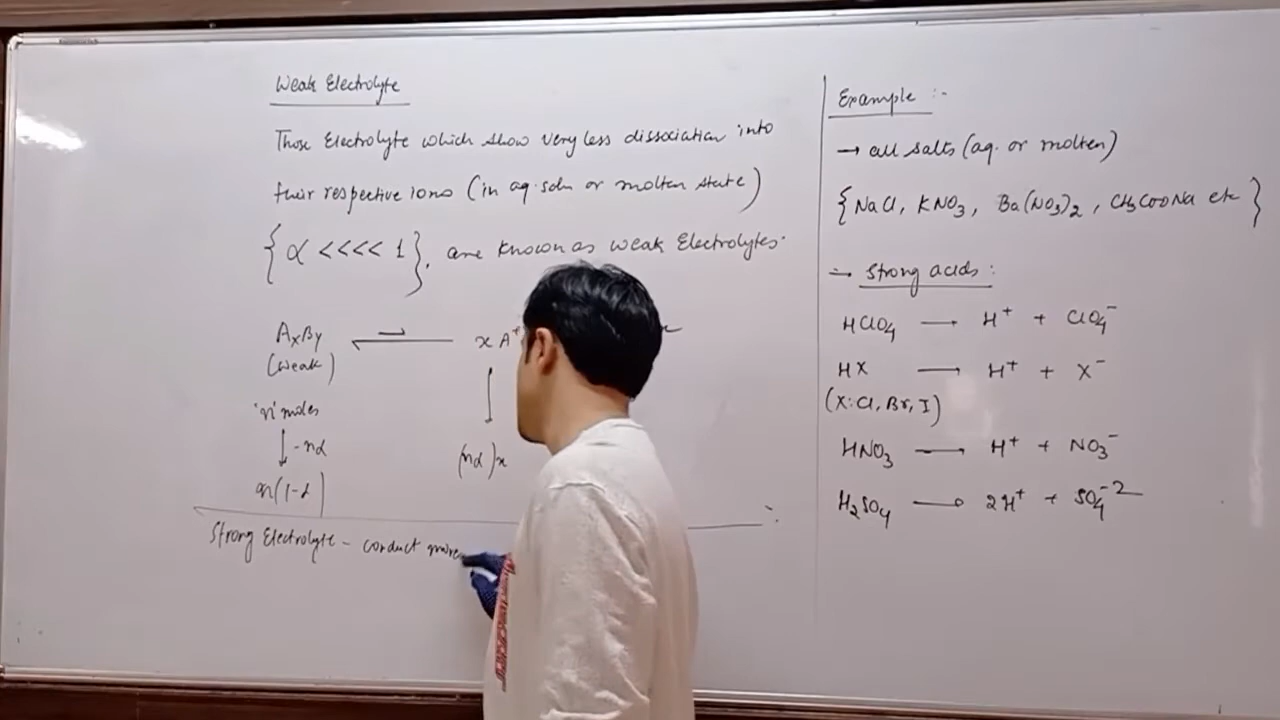 Weak Electrolyte
Those Electrolyte which show very less dissociation into
their respective ions (in aq. soln or molten state)
{α <<<< 1}, are known as weak Electrolytes.
AxBy ⇌ x A+
(weak)
'n' moles
↓ -nα
n(1-α)
(nα)x
Strong Electrolyte - conduct more
Example :-
→ all salts (aq. or molten)
{NaCl, KNO3, Ba(NO3)2, CH3COONa etc}
→ Strong acids :
HClO4 → H+ + ClO4-
HX → H+ + X-
(X: Cl, Br, I)
HNO3 → H+ + NO3-
H2SO4 → 2H+ + SO4-2